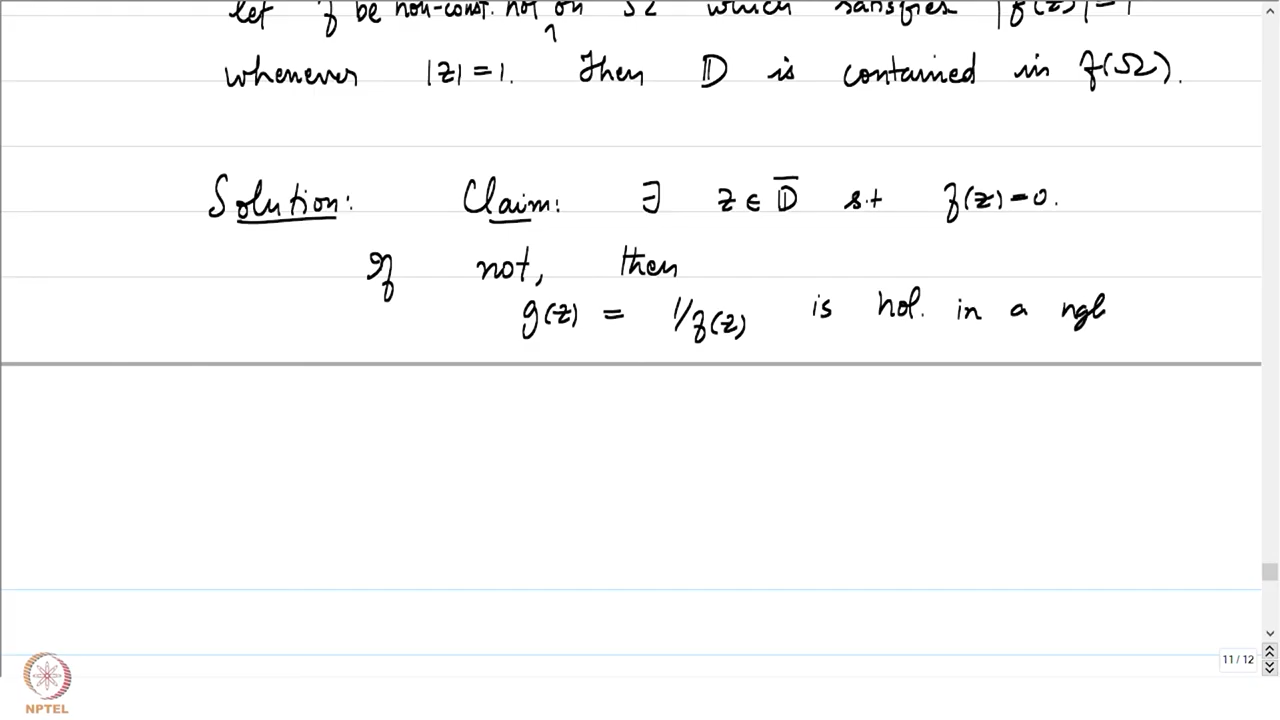 let f be non-const. hol on Ω which satisfies |f(z)|=1
whenever |z|=1. Then 𝔻 is contained in f(Ω).
Solution: Claim: ∃ z ∈ 𝔻̅ s.t f(z)=0.
If not, then
g(z) = 1/f(z) is hol. in a ngb
11 / 12
NPTEL